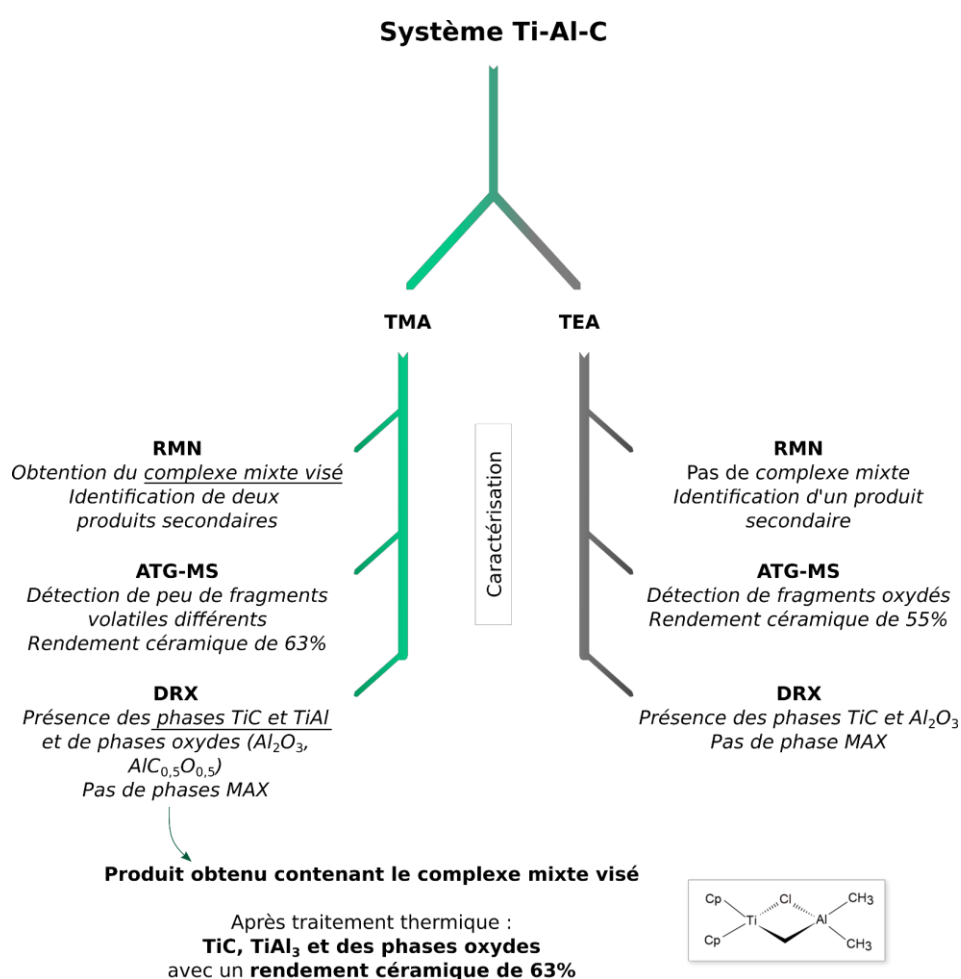 Système Ti-Al-C
TMA
TEA
Caractérisation
RMN
Obtention du complexe mixte visé
Identification de deux
produits secondaires
ATG-MS
Détection de peu de fragments
volatiles différents
Rendement céramique de 63%
DRX
Présence des phases TiC et TiAl
et de phases oxydes (Al₂O₃,
AlC₀,₅O₀,₅)
Pas de phases MAX
RMN
Pas de complexe mixte
Identification d'un produit
secondaire
ATG-MS
Détection de fragments oxydés
Rendement céramique de 55%
DRX
Présence des phases TiC et Al₂O₃
Pas de phase MAX
Produit obtenu contenant le complexe mixte visé
Après traitement thermique :
TiC, TiAl₃ et des phases oxydes
avec un rendement céramique de 63%
Cp
Cl
CH₃
Ti
Al
Cp
CH₃